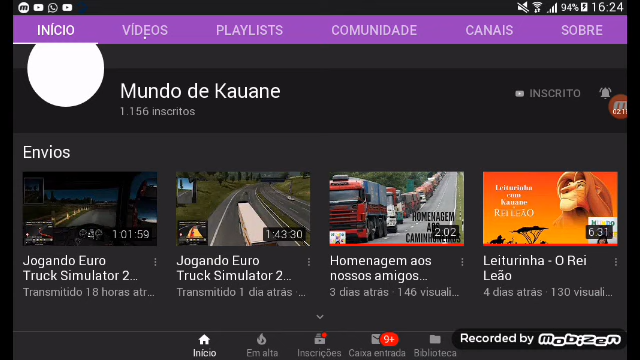 94% 16:24
INÍCIO VÍDEOS PLAYLISTS COMUNIDADE CANAIS SOBRE
Mundo de Kauane
1.156 inscritos
INSCRITO
Envios
1:01:59
1:43:30
HOMENAGEM
AOS
CAMINHONEIROS
2:02
Leiturinha
com
Kauane
REI LEÃO
6:31
Jogando Euro
Truck Simulator 2...
Transmitido 18 horas atr...
Jogando Euro
Truck Simulator 2...
Transmitido 1 dia atrás ·
Homenagem aos
nossos amigos...
3 dias atrás · 146 visuali...
Leiturinha - O Rei
Leão
4 dias atrás · 130 visuali...
9+
Início Em alta Inscrições Caixa entrada Biblioteca
Recorded by Mobizen